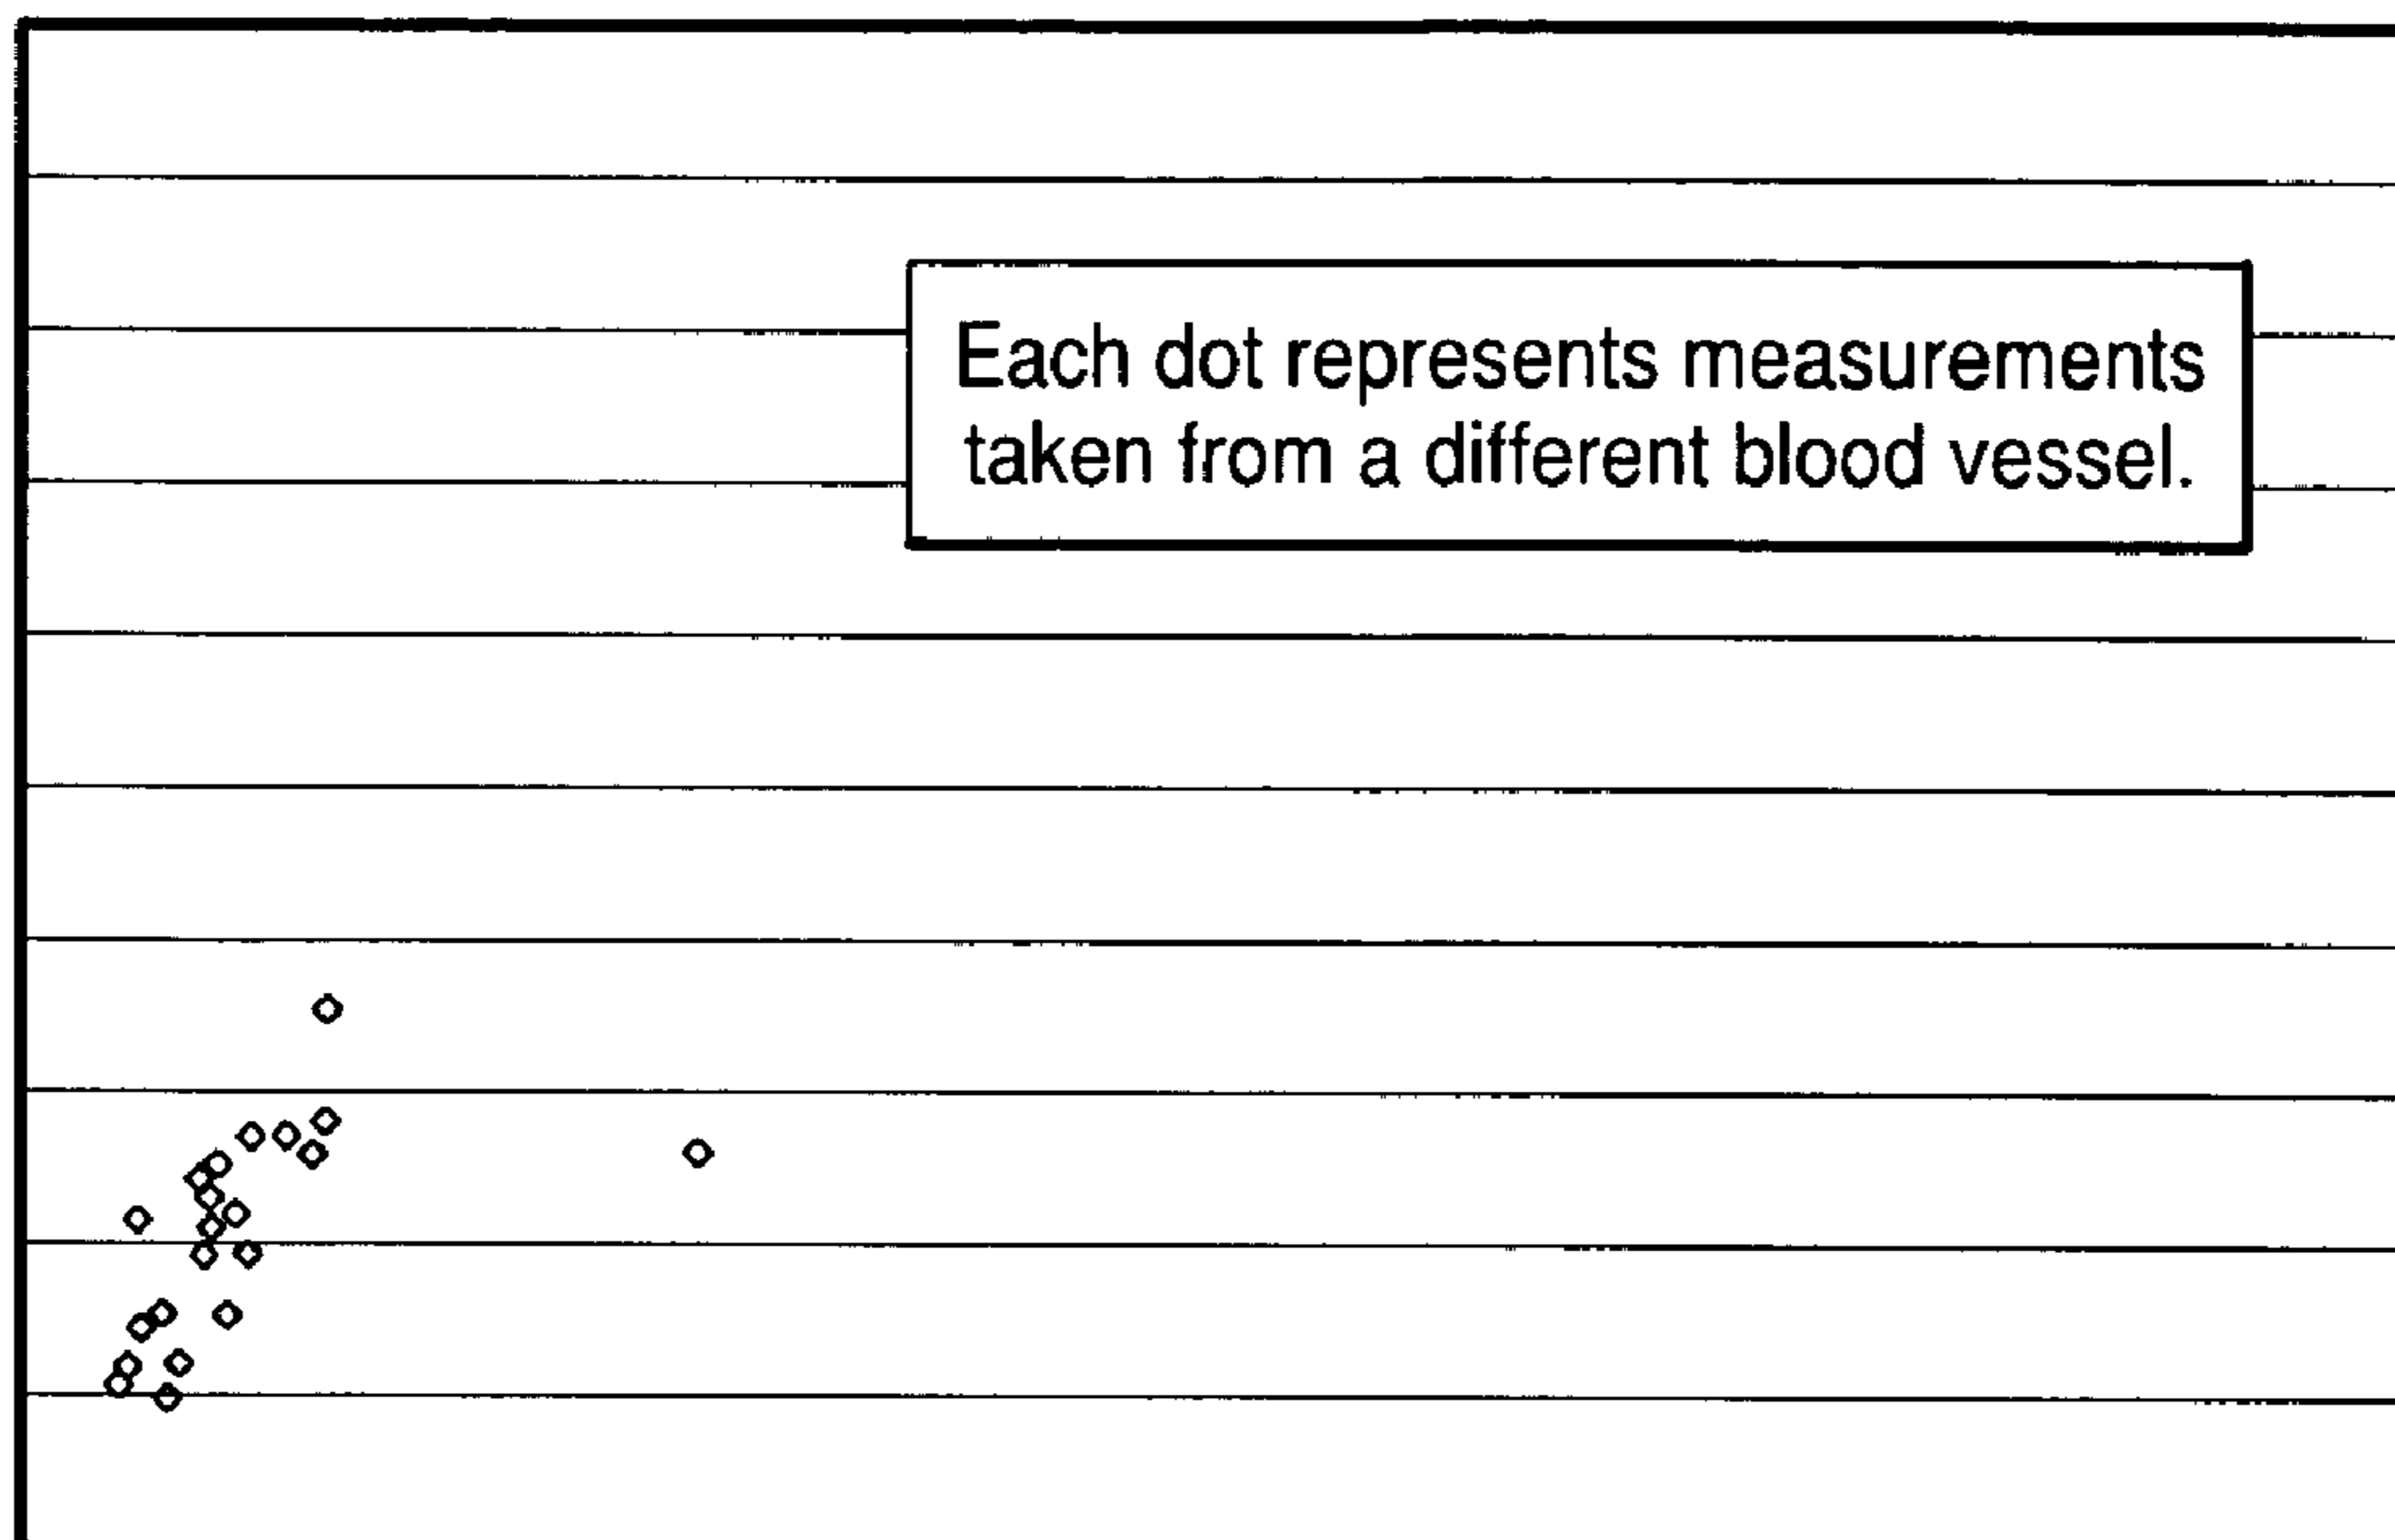 Each dot represents measurements
taken from a different blood vessel.